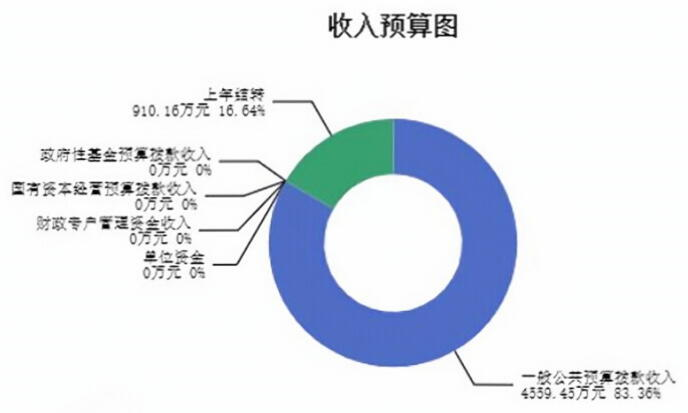 收入预算图
上年结转
910.16万元 16.64%
政府性基金预算拨款收入
0万元 0%
国有资本经营预算拨款收入
0万元 0%
财政专户管理资金收入
0万元 0%
单位资金
0万元 0%
一般公共预算拨款收入
4559.45万元 83.36%